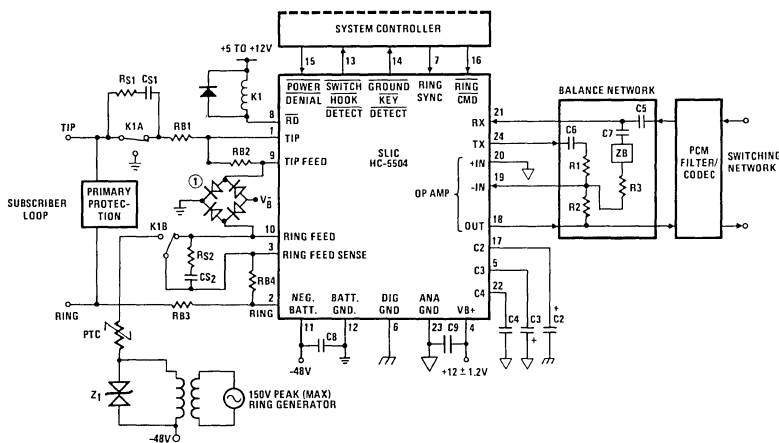 SYSTEM CONTROLLER
+5 TO +12V
15
13
14
7
16
K1
RS1
CS1
POWER DENIAL
SWITCH HOOK DETECT
GROUND KEY DETECT
RING SYNC
RING CMD
BALANCE NETWORK
8
RD
RX
21
C5
TIP
K1A
RB1
1
TIP
TX
24
C6
C7
RB2
9
TIP FEED
SLIC
HC-5504
+IN
20
R1
ZB
PCM
FILTER/
CODEC
SWITCHING
NETWORK
1
VB-
OP AMP
-IN
19
R2
R3
SUBSCRIBER
LOOP
PRIMARY
PROTEC-
TION
OUT
18
K1B
10
RING FEED
C2
17
RS2
3
RING FEED SENSE
C3
5
CS2
RB4
C4
22
RING
RB3
2
RING
NEG.
BATT.
BATT.
GND.
DIG
GND
ANA
GND
VB+
C4
C3
+
C2
+
PTC
11
C8
12
6
23
C9
4
-48V
+12 ± 1.2V
Z1
150V PEAK (MAX)
RING GENERATOR
-48V